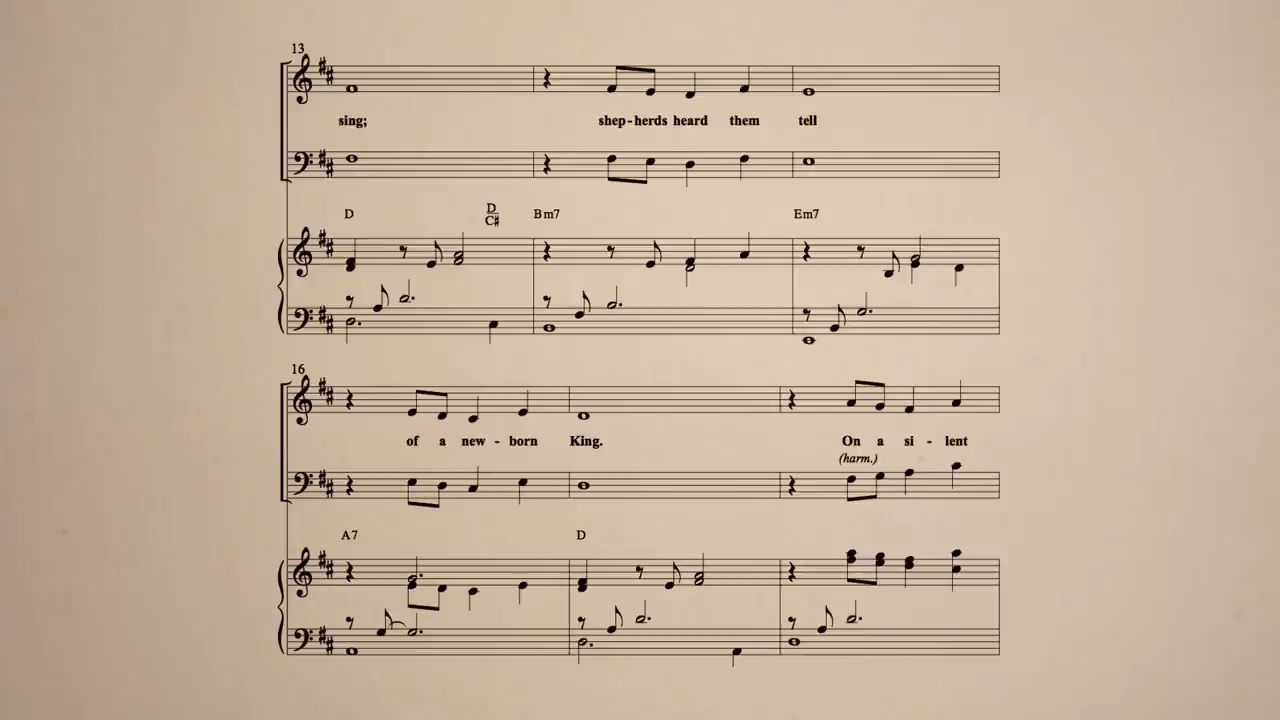 13
sing; shep-herds heard them tell
D D/C# Bm7 Em7
16
of a new - born King. On a si - lent
(harm.)
A7 D